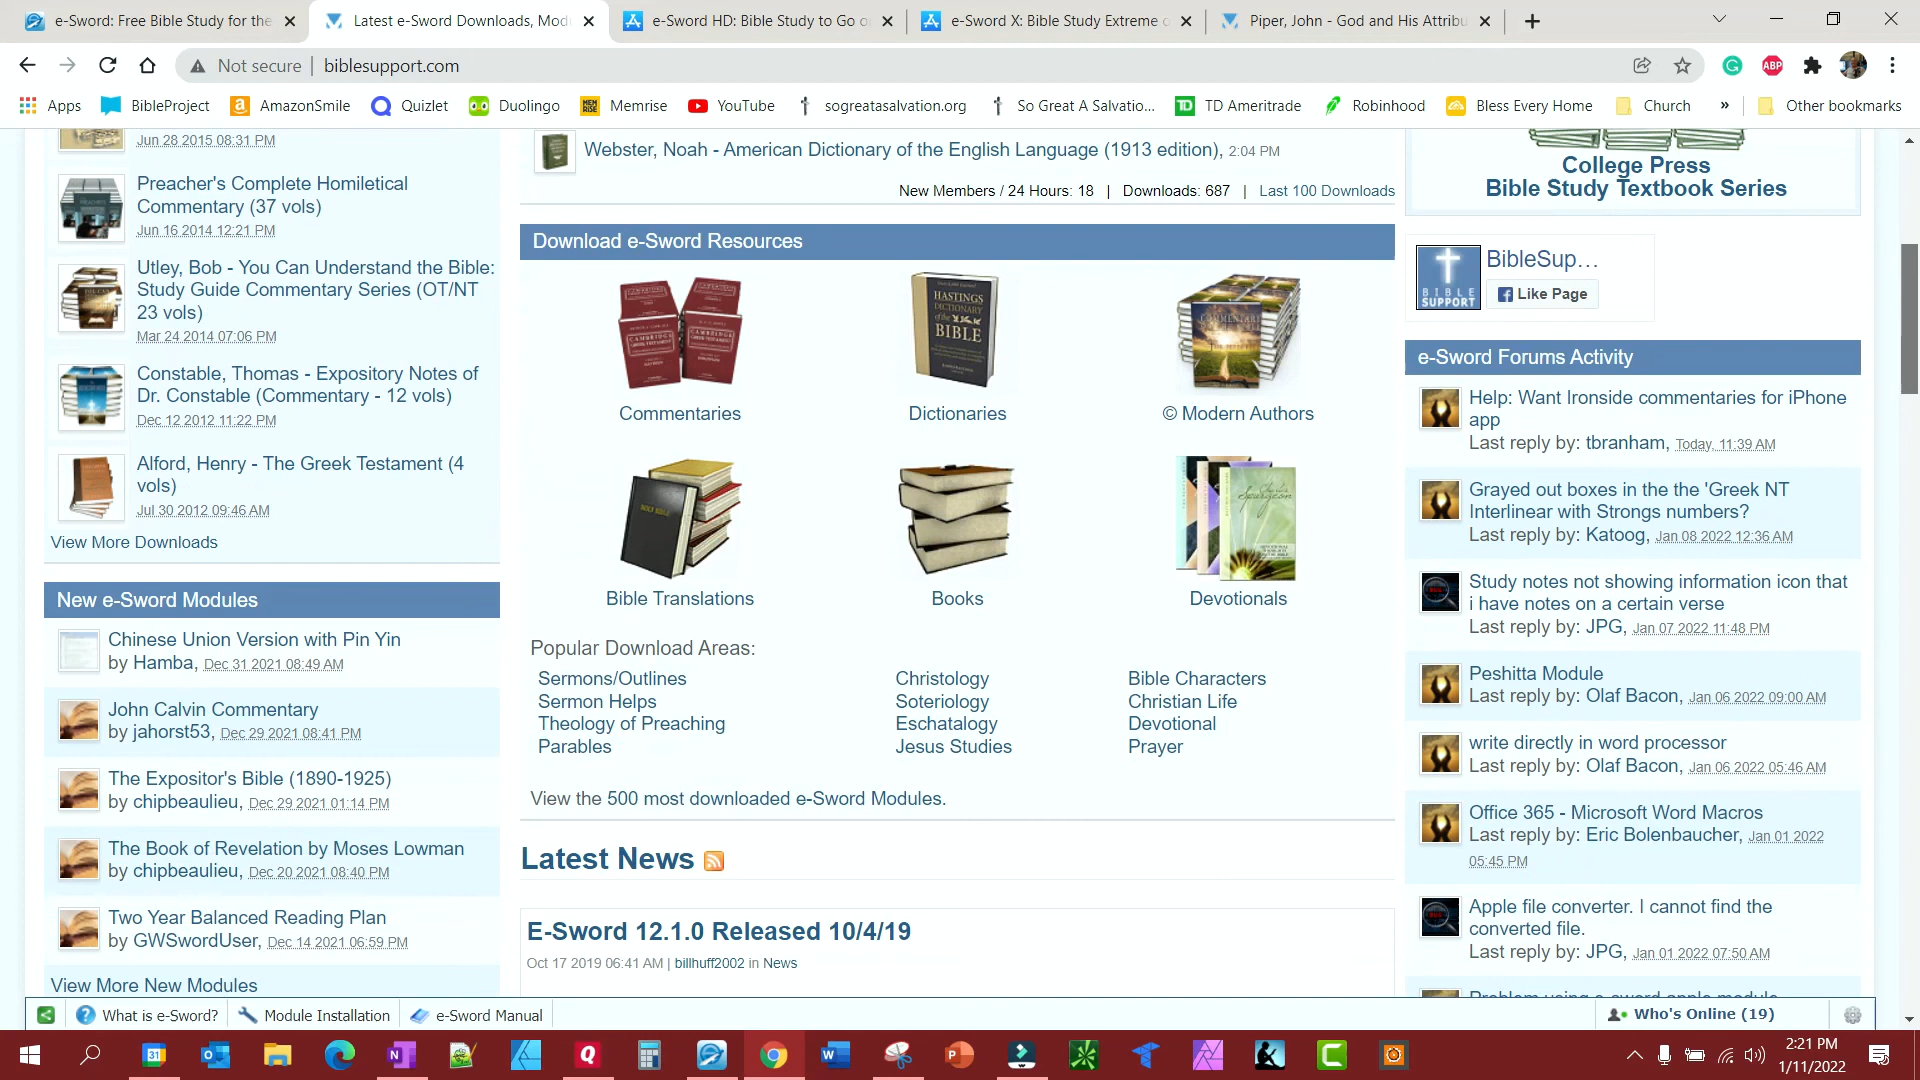 e-Sword: Free Bible Study for the
Latest e-Sword Downloads, Mod
e-Sword HD: Bible Study to Go o
e-Sword X: Bible Study Extreme o
Piper, John - God and His Attribu
Not secure
biblesupport.com
ABP
Apps
BibleProject
AmazonSmile
Quizlet
Duolingo
Memrise
YouTube
sogreatasalvation.org
So Great A Salvatio...
TD Ameritrade
Robinhood
Bless Every Home
Church
»
Other bookmarks
Jun 28 2015 08:31 PM
Preacher's Complete Homiletical
Commentary (37 vols)
Jun 16 2014 12:21 PM
Utley, Bob - You Can Understand the Bible:
Study Guide Commentary Series (OT/NT
23 vols)
Mar 24 2014 07:06 PM
Constable, Thomas - Expository Notes of
Dr. Constable (Commentary - 12 vols)
Dec 12 2012 11:22 PM
Alford, Henry - The Greek Testament (4
vols)
Jul 30 2012 09:46 AM
View More Downloads
New e-Sword Modules
Chinese Union Version with Pin Yin
by Hamba, Dec 31 2021 08:49 AM
John Calvin Commentary
by jahorst53, Dec 29 2021 08:41 PM
The Expositor's Bible (1890-1925)
by chipbeaulieu, Dec 29 2021 01:14 PM
The Book of Revelation by Moses Lowman
by chipbeaulieu, Dec 20 2021 08:40 PM
Two Year Balanced Reading Plan
by GWSwordUser, Dec 14 2021 06:59 PM
View More New Modules
Webster, Noah - American Dictionary of the English Language (1913 edition), 2:04 PM
New Members / 24 Hours: 18 | Downloads: 687 | Last 100 Downloads
Download e-Sword Resources
HASTINGS
DICTIONARY
of the
BIBLE
COMMENTARY
Commentaries
Dictionaries
© Modern Authors
HOLY BIBLE
Spurgeon
Bible Translations
Books
Devotionals
Popular Download Areas:
Sermons/Outlines
Christology
Bible Characters
Sermon Helps
Soteriology
Christian Life
Theology of Preaching
Eschatalogy
Devotional
Parables
Jesus Studies
Prayer
View the 500 most downloaded e-Sword Modules.
Latest News
E-Sword 12.1.0 Released 10/4/19
Oct 17 2019 06:41 AM | billhuff2002 in News
College Press
Bible Study Textbook Series
BIBLE
SUPPORT
BibleSup...
Like Page
e-Sword Forums Activity
Help: Want Ironside commentaries for iPhone
app
Last reply by: tbranham, Today, 11:39 AM
Grayed out boxes in the the 'Greek NT
Interlinear with Strongs numbers?
Last reply by: Katoog, Jan 08 2022 12:36 AM
Study notes not showing information icon that
i have notes on a certain verse
Last reply by: JPG, Jan 07 2022 11:48 PM
Peshitta Module
Last reply by: Olaf Bacon, Jan 06 2022 09:00 AM
write directly in word processor
Last reply by: Olaf Bacon, Jan 06 2022 05:46 AM
Office 365 - Microsoft Word Macros
Last reply by: Eric Bolenbaucher, Jan 01 2022
05:45 PM
Apple file converter. I cannot find the
converted file.
Last reply by: JPG, Jan 01 2022 07:50 AM
Problem using e-sword apple module
What is e-Sword?
Module Installation
e-Sword Manual
Who's Online (19)
31
2:21 PM
1/11/2022